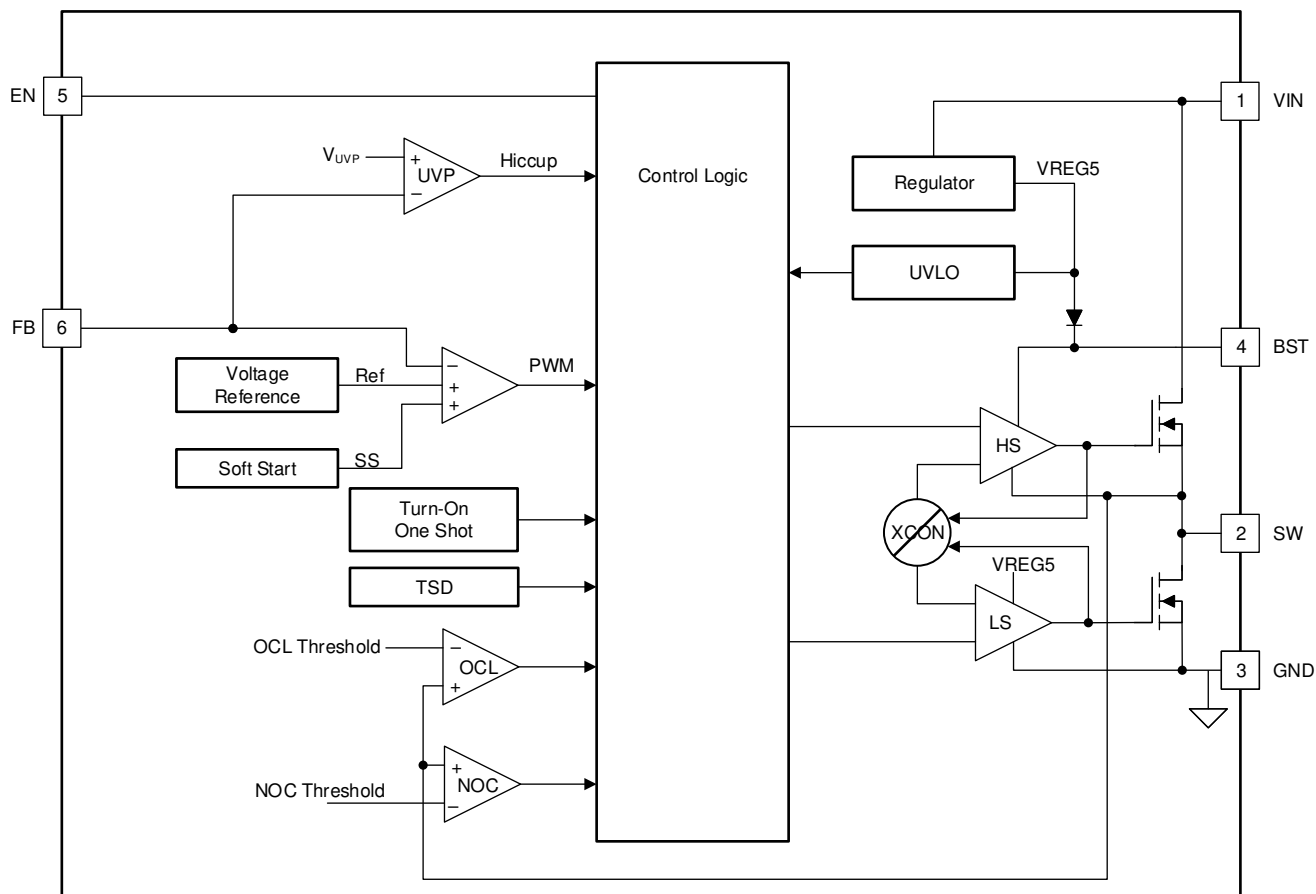 EN
5
1
VIN
VUVP
+
UVP
−
Hiccup
Control Logic
Regulator
VREG5
UVLO
FB
6
4
BST
Voltage
Reference
Ref
−
+
+
PWM
Soft Start
SS
HS
Turn-On
One Shot
XCON
2
SW
TSD
VREG5
LS
OCL Threshold
−
OCL
+
3
GND
NOC Threshold
+
NOC
−